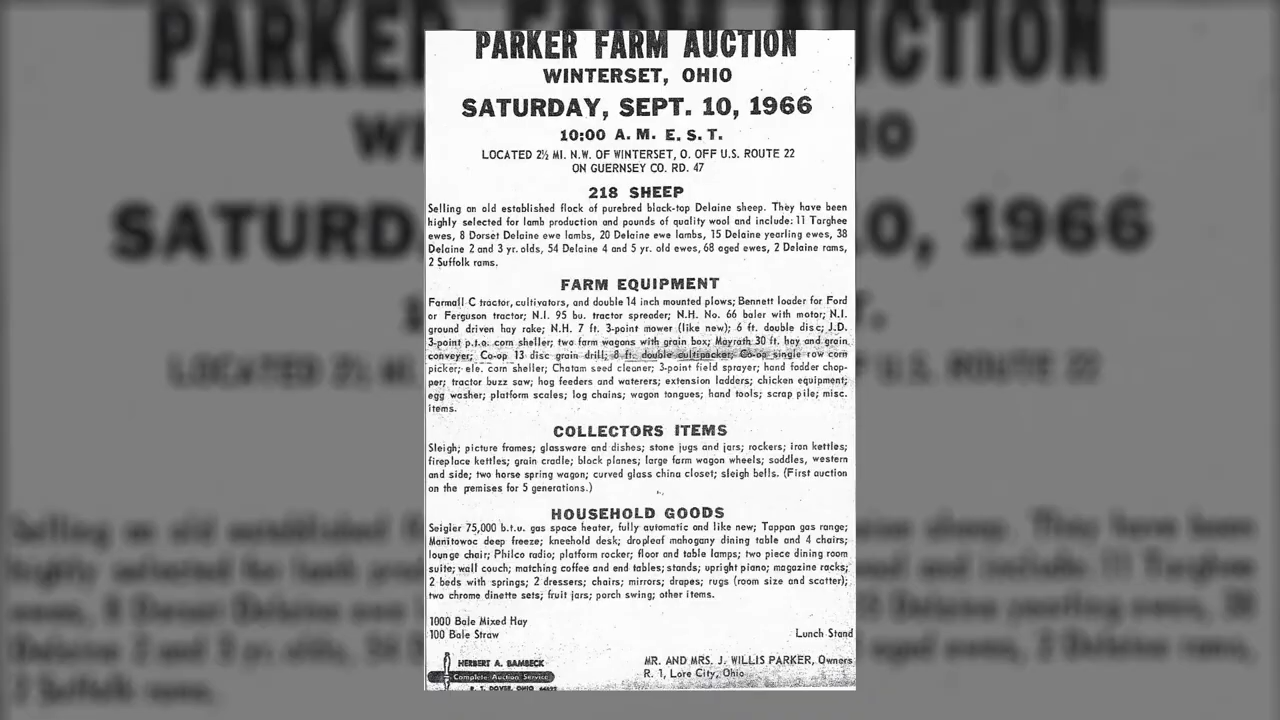 PARKER FARM AUCTION
WINTERSET, OHIO
SATURDAY, SEPT. 10, 1966
10:00 A. M. E. S. T.
LOCATED 2½ MI. N.W. OF WINTERSET, O. OFF U.S. ROUTE 22
ON GUERNSEY CO. RD. 47
218 SHEEP
Selling an old established flock of purebred black-top Delaine sheep. They have been
highly selected for lamb production and pounds of quality wool and include: 11 Targhee
ewes, 8 Dorset Delaine ewe lambs, 20 Delaine ewe lambs, 15 Delaine yearling ewes, 38
Delaine 2 and 3 yr. olds, 54 Delaine 4 and 5 yr. old ewes, 68 aged ewes, 2 Delaine rams,
2 Suffolk rams.
FARM EQUIPMENT
Farmall C tractor, cultivators, and double 14 inch mounted plows; Bennett loader for Ford
or Ferguson tractor; N.I. 95 bu. tractor spreader; N.H. No. 66 baler with motor; N.I.
ground driven hay rake; N.H. 7 ft. 3-point mower (like new); 6 ft. double disc; J.D.
3-point p.t.o. corn sheller; two farm wagons with grain box; Mayrath 30 ft. hay and grain
conveyer; Co-op 13 disc grain drill; 8 ft. double cultipacker; Co-op single row corn
picker; ele. corn sheller; Chatam seed cleaner; 3-point field sprayer; hand fodder chop-
per; tractor buzz saw; hog feeders and waterers; extension ladders; chicken equipment;
egg washer; platform scales; log chains; wagon tongues; hand tools; scrap pile; misc.
items.
COLLECTORS ITEMS
Sleigh; picture frames; glassware and dishes; stone jugs and jars; rockers; iron kettles;
fireplace kettles; grain cradle; block planes; large farm wagon wheels; saddles, western
and side; two horse spring wagon; curved glass china closet; sleigh bells. (First auction
on the premises for 5 generations.)
HOUSEHOLD GOODS
Seigler 75,000 b.t.u. gas space heater, fully automatic and like new; Tappan gas range;
Manitowoc deep freeze; kneehold desk; dropleaf mahogany dining table and 4 chairs;
lounge chair; Philco radio; platform rocker; floor and table lamps; two piece dining room
suite; wall couch; matching coffee and end tables; stands; upright piano; magazine racks;
2 beds with springs; 2 dressers; chairs; mirrors; drapes; rugs (room size and scatter);
two chrome dinette sets; fruit jars; porch swing; other items.
1000 Bale Mixed Hay
100 Bale Straw
Lunch Stand
HERBERT A. BAMBECK
Complete Auction Service
MR. AND MRS. J. WILLIS PARKER, Owners
R. 1, Lore City, Ohio